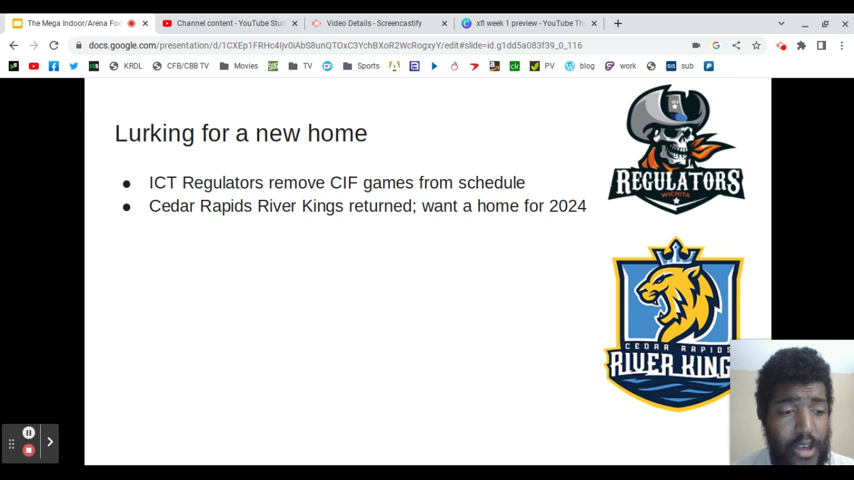 The Mega Indoor/Arena Foo
Channel content - YouTube Stud
Video Details - Screencastify
xfl week 1 preview - YouTube Th
docs.google.com/presentation/d/1CXEp1FRHc4Ijv0iAbS8unQTOxC3YchBXoR2WcRogxyY/edit#slide=id.g1dd5a083f39_0_116
KRDL
CFB/CBB TV
Movies
TV
Sports
PV
blog
work
sub
Lurking for a new home
● ICT Regulators remove CIF games from schedule
● Cedar Rapids River Kings returned; want a home for 2024
REGULATORS
WICHITA
CEDAR RAPIDS
RIVER KING